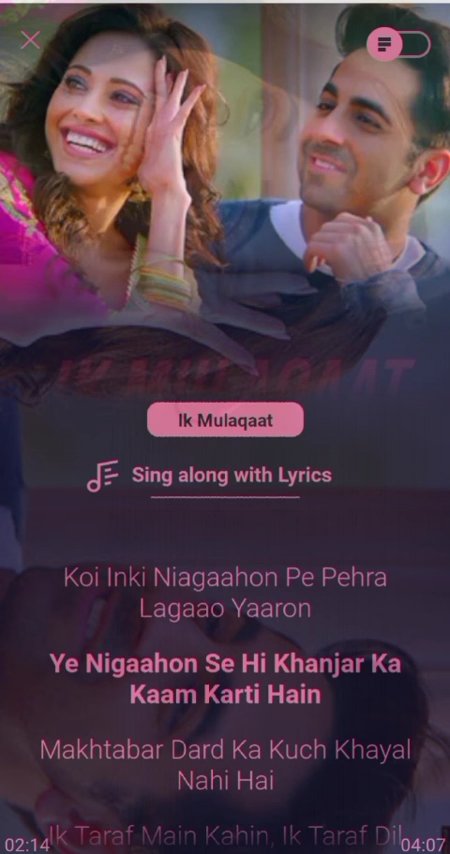 IK MULAQAAT
Ik Mulaqaat
Sing along with Lyrics
Koi Inki Niagaahon Pe Pehra
Lagaao Yaaron
Ye Nigaahon Se Hi Khanjar Ka
Kaam Karti Hain
Makhtabar Dard Ka Kuch Khayal
Nahi Hai
Ik Taraf Main Kahin, Ik Taraf Dil
02:14
04:07